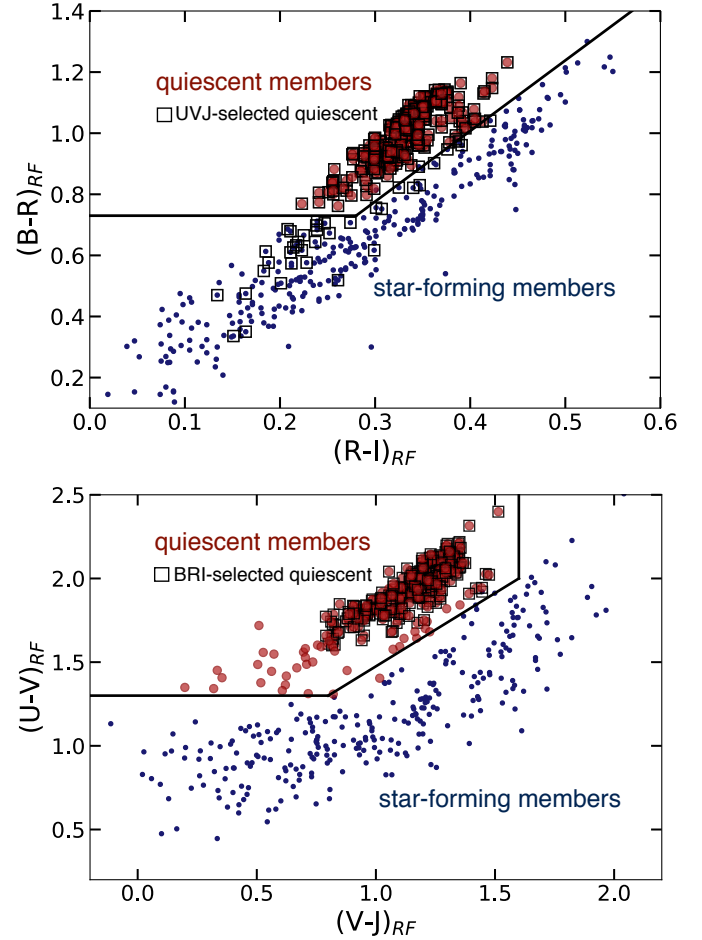 1.4
1.2
1.0
0.8
0.6
0.4
0.2
(B-R)RF
quiescent members
UVJ-selected quiescent
star-forming members
0.0 0.1 0.2 0.3 0.4 0.5 0.6
(R-I)RF
2.5
2.0
1.5
1.0
0.5
(U-V)RF
quiescent members
BRI-selected quiescent
star-forming members
0.0 0.5 1.0 1.5 2.0
(V-J)RF